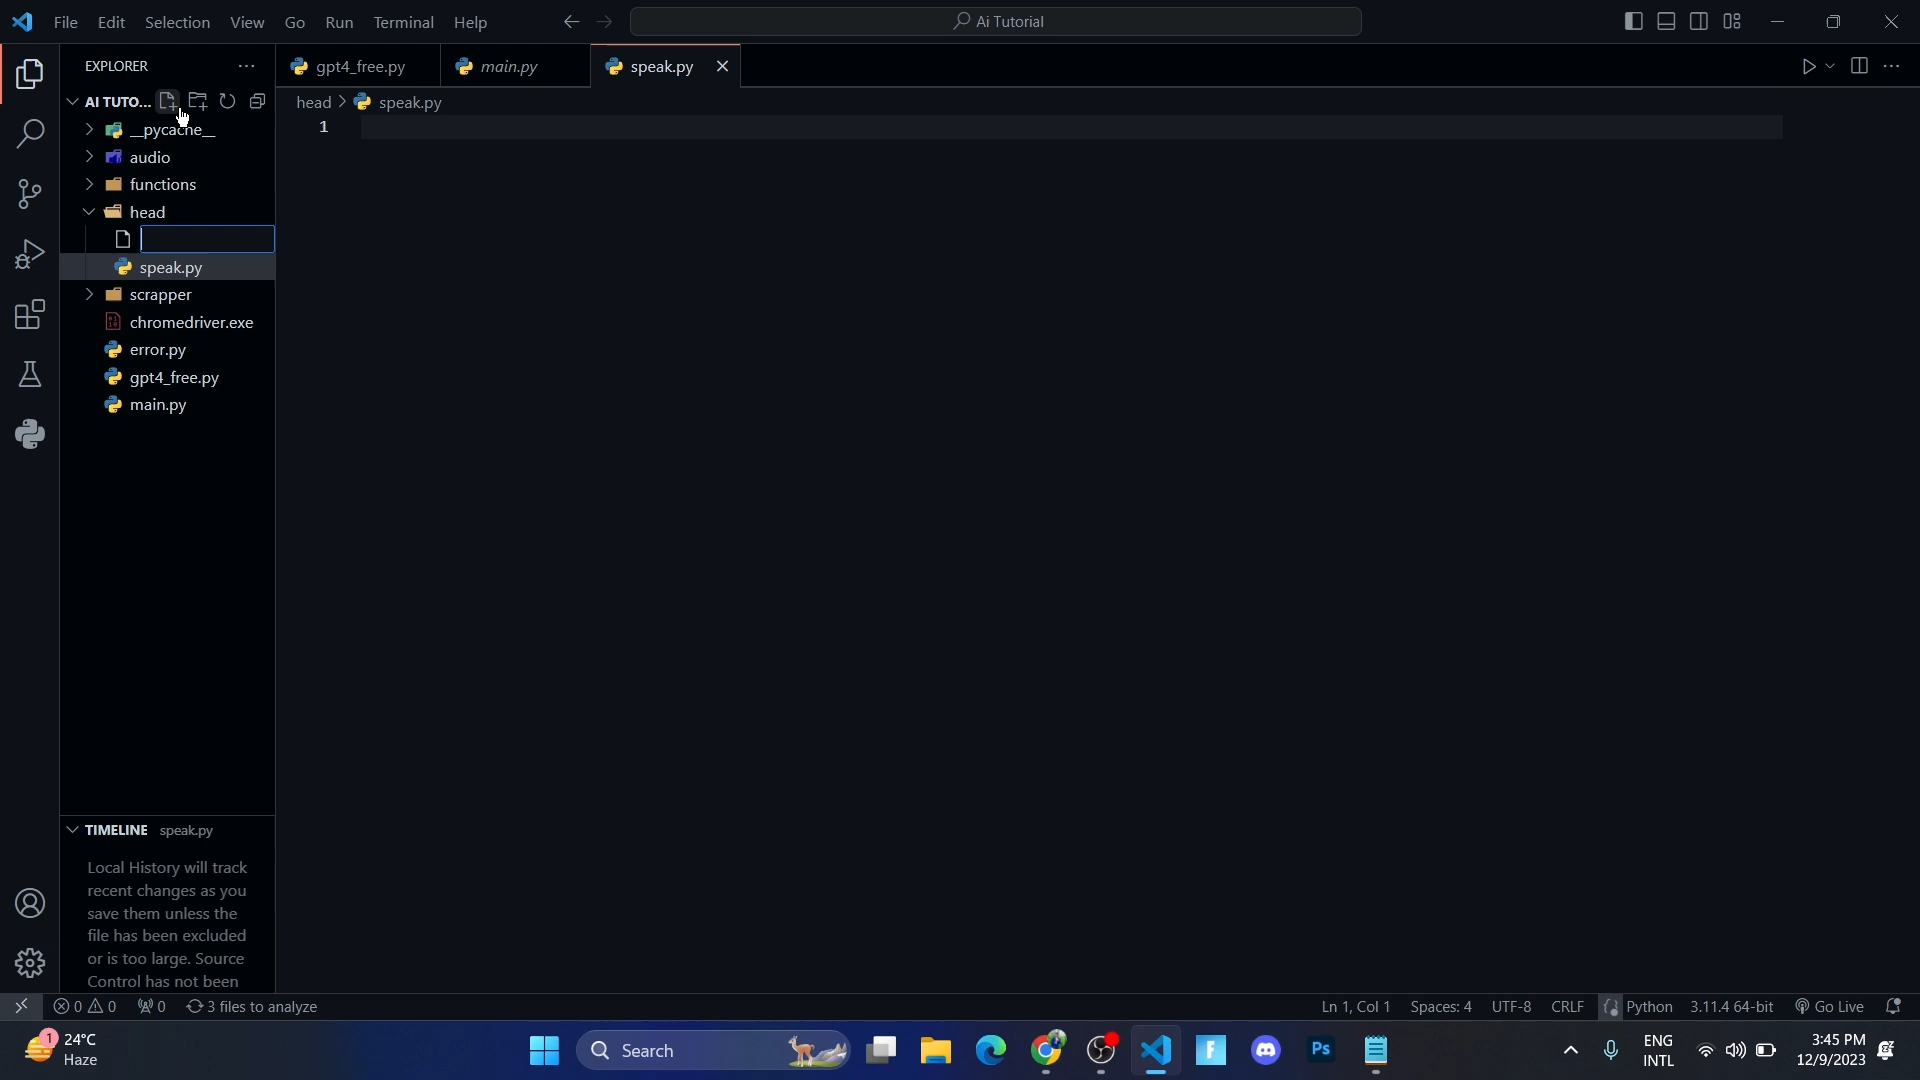 File Edit Selection View Go Run Terminal Help
Ai Tutorial
EXPLORER
gpt4_free.py
main.py
speak.py
AI TUTO...
head > speak.py
__pycache__
1
audio
functions
head
speak.py
scrapper
chromedriver.exe
error.py
gpt4_free.py
main.py
TIMELINE speak.py
Local History will track
recent changes as you
save them unless the
file has been excluded
or is too large. Source
Control has not been
0 0 0 3 files to analyze
Ln 1, Col 1 Spaces: 4 UTF-8 CRLF Python 3.11.4 64-bit Go Live
1
24°C
Haze
Search
Ps
ENG
INTL
3:45 PM
12/9/2023